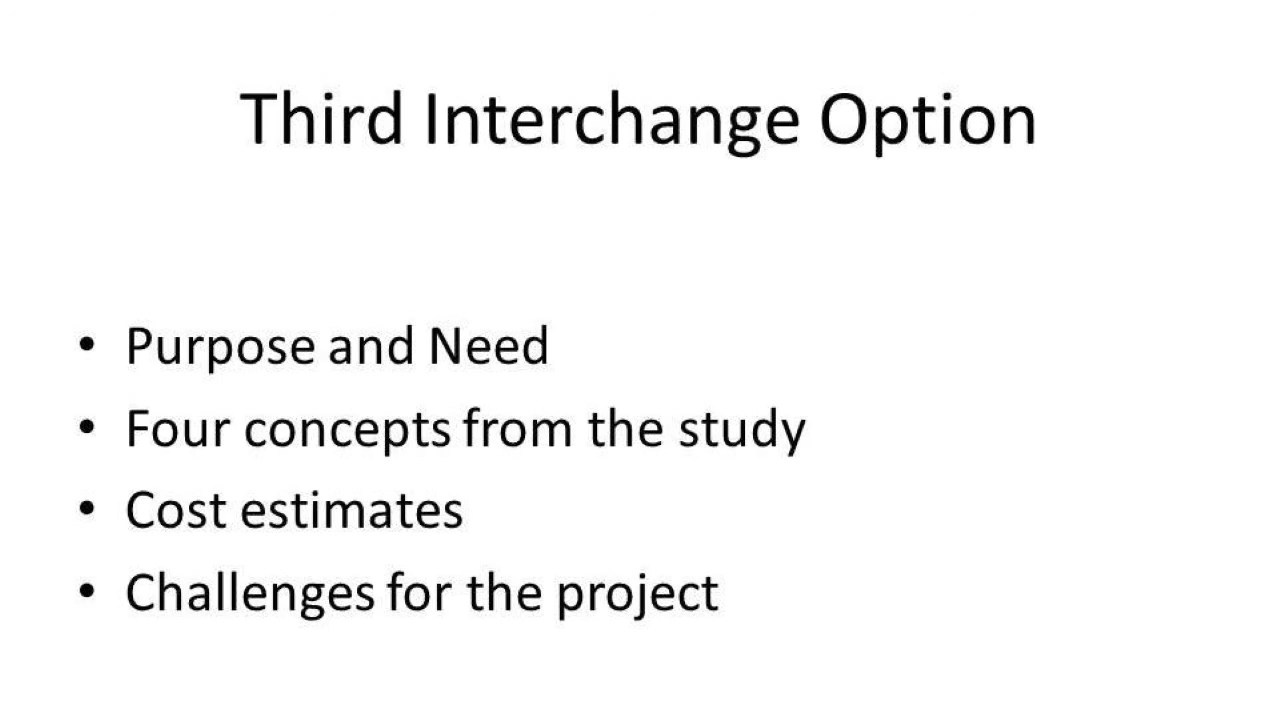 Third Interchange Option
• Purpose and Need
• Four concepts from the study
• Cost estimates
• Challenges for the project